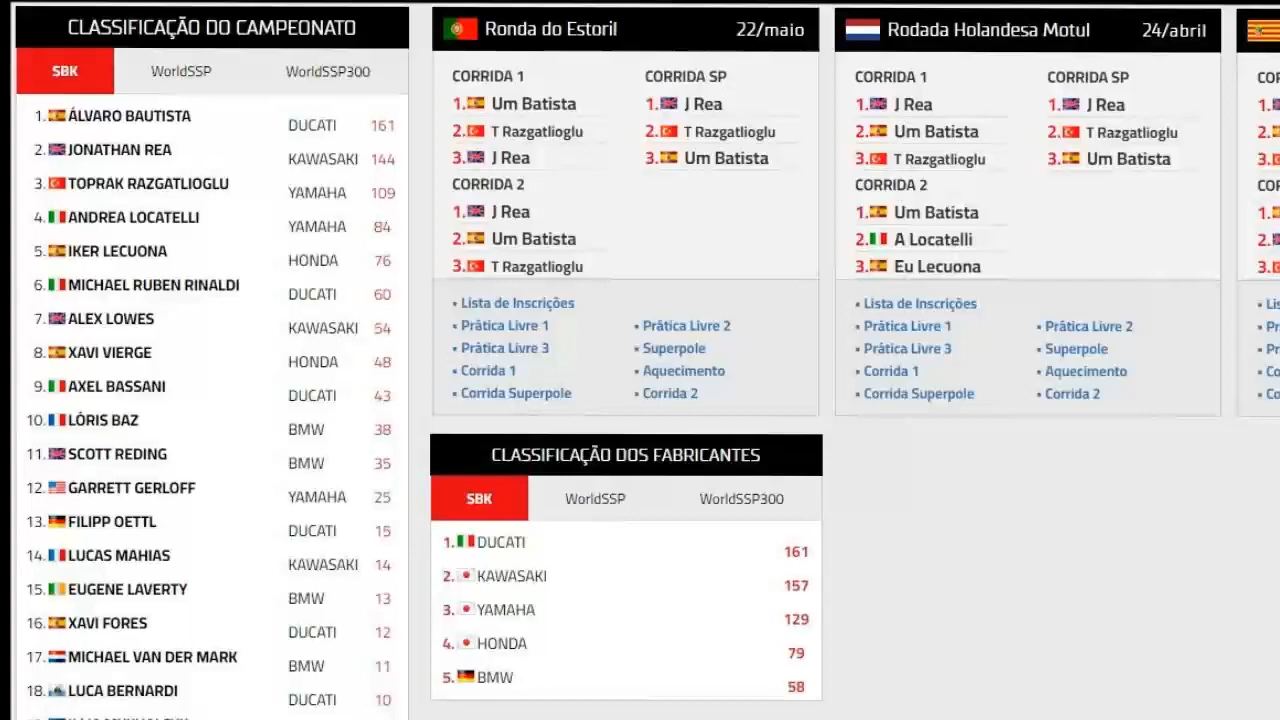 CLASSIFICAÇÃO DO CAMPEONATO
SBK WorldSSP WorldSSP300
1. ÁLVARO BAUTISTA DUCATI 161
2. JONATHAN REA KAWASAKI 144
3. TOPRAK RAZGATLIOGLU YAMAHA 109
4. ANDREA LOCATELLI YAMAHA 84
5. IKER LECUONA HONDA 76
6. MICHAEL RUBEN RINALDI DUCATI 60
7. ALEX LOWES KAWASAKI 54
8. XAVI VIERGE HONDA 48
9. AXEL BASSANI DUCATI 43
10. LÓRIS BAZ BMW 38
11. SCOTT REDING BMW 35
12. GARRETT GERLOFF YAMAHA 25
13. FILIPP OETTL DUCATI 15
14. LUCAS MAHIAS KAWASAKI 14
15. EUGENE LAVERTY BMW 13
16. XAVI FORES DUCATI 12
17. MICHAEL VAN DER MARK BMW 11
18. LUCA BERNARDI DUCATI 10
Ronda do Estoril 22/maio
CORRIDA 1
1. Um Batista
2. T Razgatlioglu
3. J Rea
CORRIDA 2
1. J Rea
2. Um Batista
3. T Razgatlioglu
CORRIDA SP
1. J Rea
2. T Razgatlioglu
3. Um Batista
▪ Lista de Inscrições
▪ Prática Livre 1 ▪ Prática Livre 2
▪ Prática Livre 3 ▪ Superpole
▪ Corrida 1 ▪ Aquecimento
▪ Corrida Superpole ▪ Corrida 2
Rodada Holandesa Motul 24/abril
CORRIDA 1
1. J Rea
2. Um Batista
3. T Razgatlioglu
CORRIDA 2
1. Um Batista
2. A Locatelli
3. Eu Lecuona
CORRIDA SP
1. J Rea
2. T Razgatlioglu
3. Um Batista
▪ Lista de Inscrições
▪ Prática Livre 1 ▪ Prática Livre 2
▪ Prática Livre 3 ▪ Superpole
▪ Corrida 1 ▪ Aquecimento
▪ Corrida Superpole ▪ Corrida 2
CLASSIFICAÇÃO DOS FABRICANTES
SBK WorldSSP WorldSSP300
1. DUCATI 161
2. KAWASAKI 157
3. YAMAHA 129
4. HONDA 79
5. BMW 58